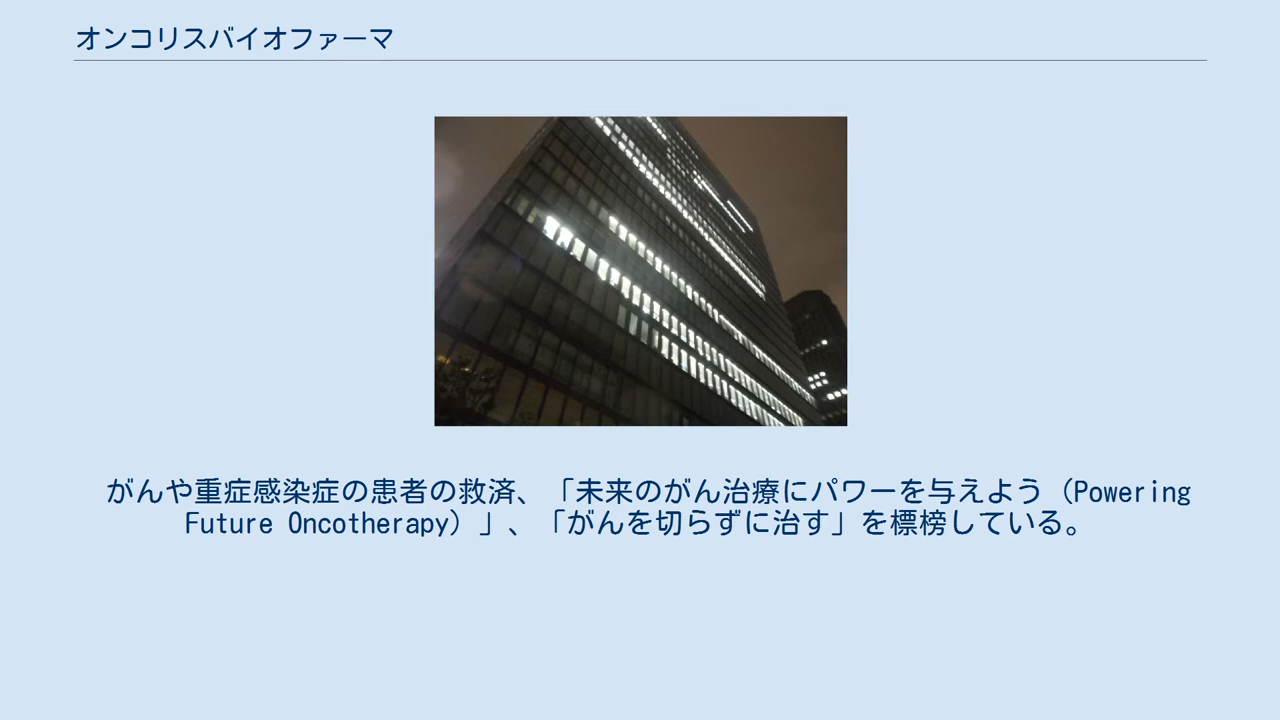 オンコリスバイオファーマ
がんや重症感染症の患者の救済、「未来のがん治療にパワーを与えよう（Powering
Future Oncotherapy）」、「がんを切らずに治す」を標榜している。